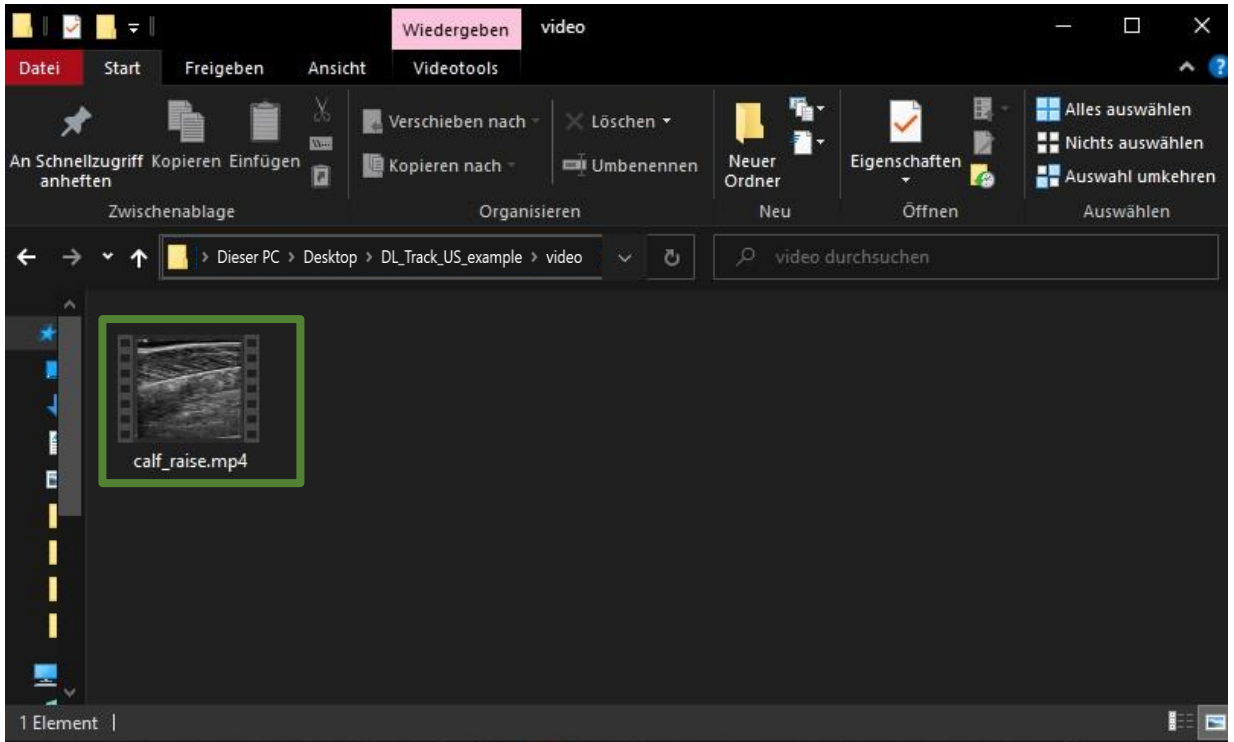 Wiedergeben video
Datei Start Freigeben Ansicht Videotools
Verschieben nach Löschen Alles auswählen
An Schnellzugriff Kopieren Einfügen Kopieren nach Umbenennen Neuer Eigenschaften Nichts auswählen
anheften Ordner Auswahl umkehren
Zwischenablage Organisieren Neu Öffnen Auswählen
Dieser PC > Desktop > DL_Track_US_example > video video durchsuchen
calf_raise.mp4
1 Element